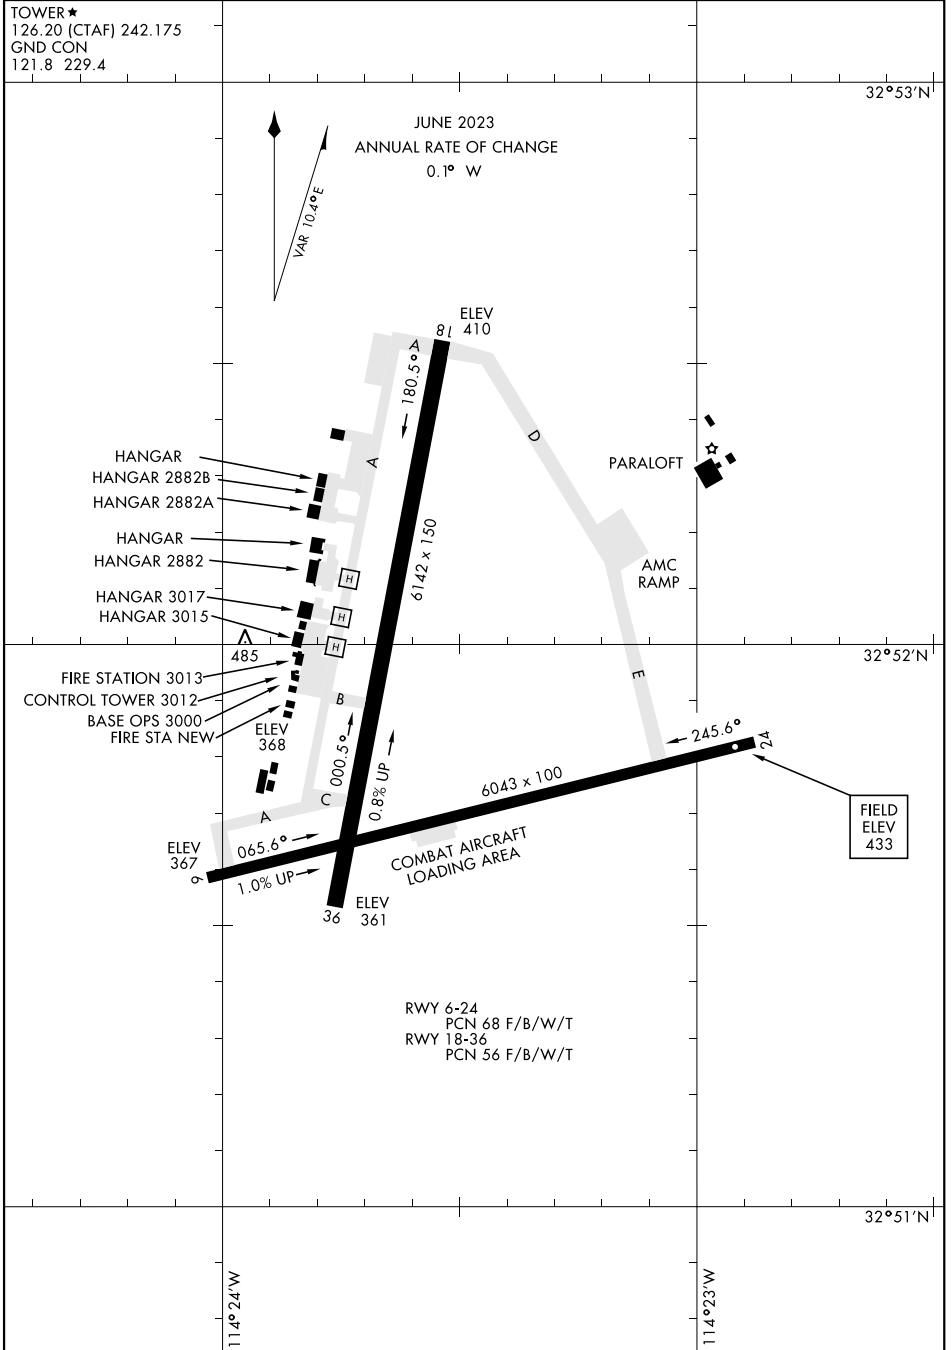 TOWER★
126.20 (CTAF) 242.175
GND CON
121.8 229.4
32°53'N
JUNE 2023
ANNUAL RATE OF CHANGE
0.1° W
VAR 10.4°E
ELEV
410
18
A
180.5°
D
A
HANGAR
HANGAR 2882B
HANGAR 2882A
HANGAR
HANGAR 2882
HANGAR 3017
HANGAR 3015
PARALOFT
6142 x 150
AMC
RAMP
H
H
H
485
32°52'N
FIRE STATION 3013
CONTROL TOWER 3012
BASE OPS 3000
FIRE STA NEW
ELEV
368
B
E
000.5°
0.8% UP
245.6°
24
6043 x 100
C
A
FIELD
ELEV
433
065.6°
ELEV
367
6
1.0% UP
COMBAT AIRCRAFT
LOADING AREA
36
ELEV
361
RWY 6-24
PCN 68 F/B/W/T
RWY 18-36
PCN 56 F/B/W/T
32°51'N
114°24'W
114°23'W